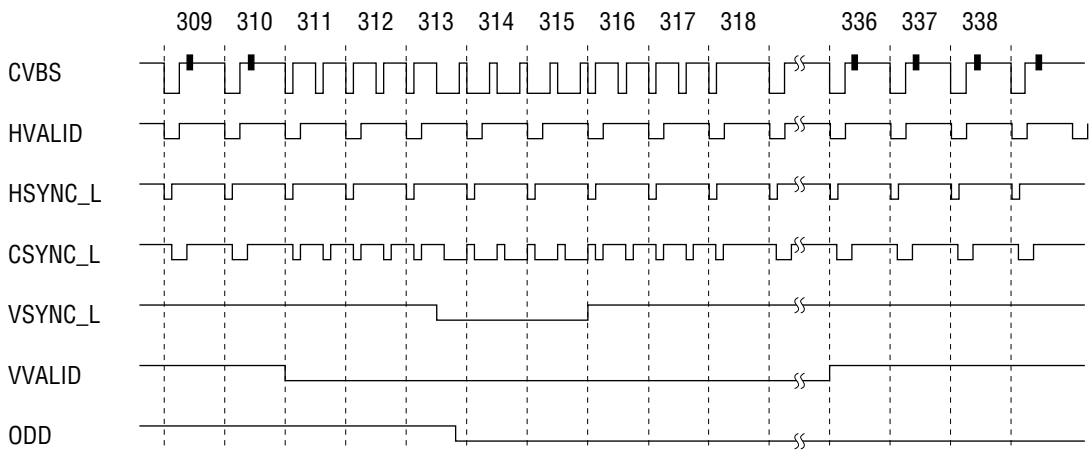 309 310 311 312 313 314 315 316 317 318 336 337 338
CVBS
HVALID
HSYNC_L
CSYNC_L
VSYNC_L
VVALID
ODD